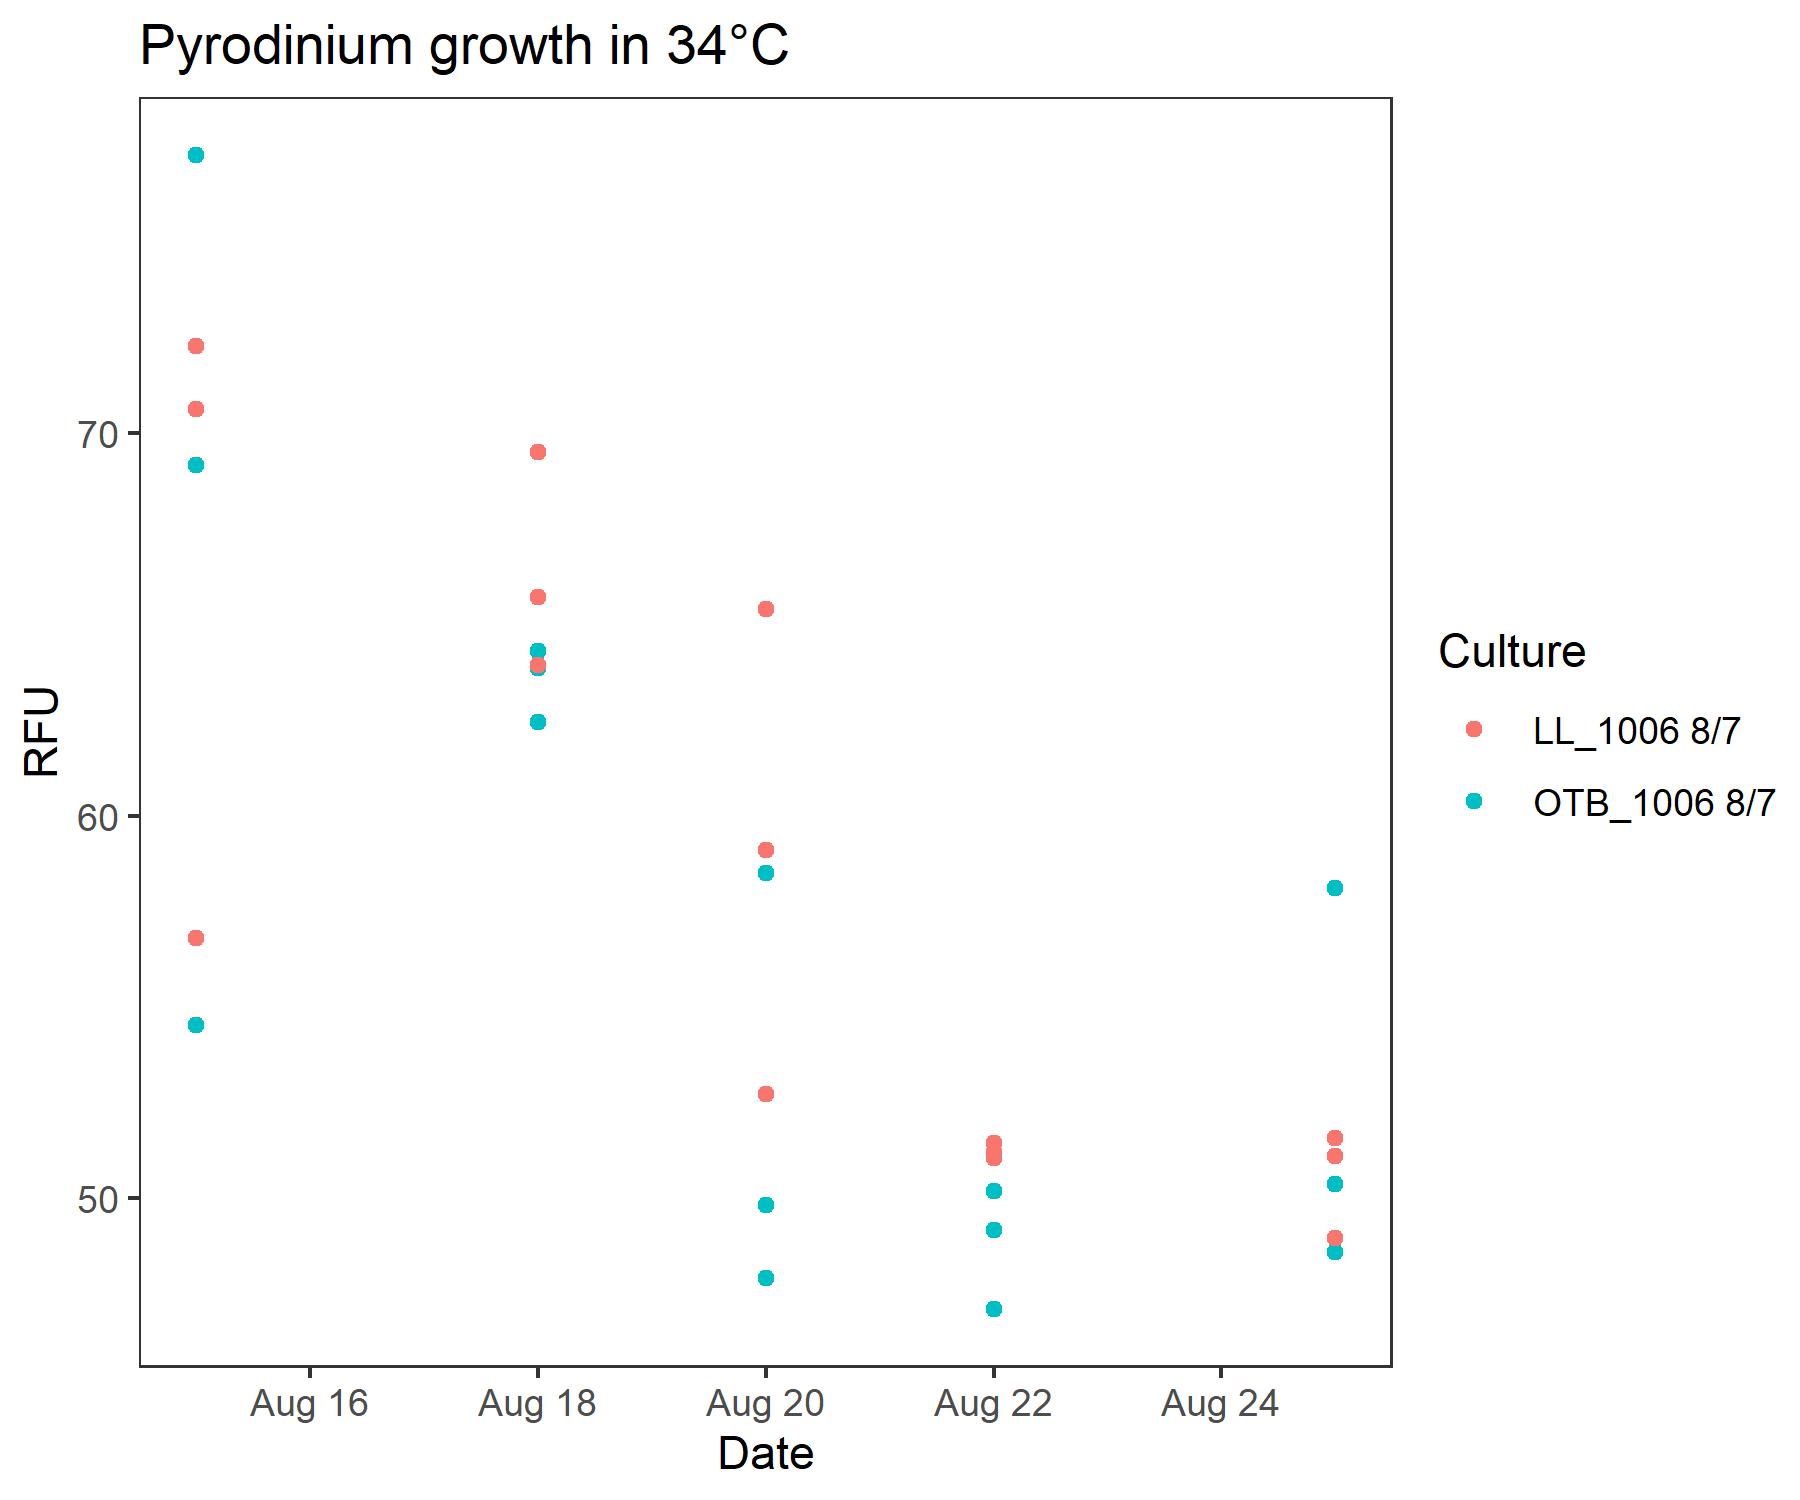 Pyrodinium growth in 34°C
RFU
70
60
50
Aug 16
Aug 18
Aug 20
Aug 22
Aug 24
Date
Culture
LL_1006 8/7
OTB_1006 8/7